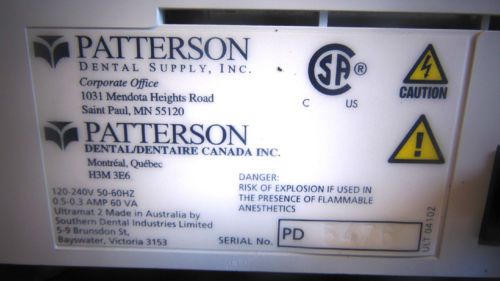 PATTERSON
DENTAL SUPPLY, INC.
Corporate Office
1031 Mendota Heights Road
Saint Paul, MN 55120
PATTERSON
DENTAL/DENTAIRE CANADA INC.
Montréal, Québec
H3M 3E6
120-240V 50-60HZ
0.5-0.3 AMP 60 VA
Ultramat 2 Made in Australia by
Southern Dental Industries Limited
5-9 Brunsdon St,
Bayswater, Victoria 3153
CSA ®
C US
CAUTION
DANGER:
RISK OF EXPLOSION IF USED IN
THE PRESENCE OF FLAMMABLE
ANESTHETICS
SERIAL No. PD
ULT 04102